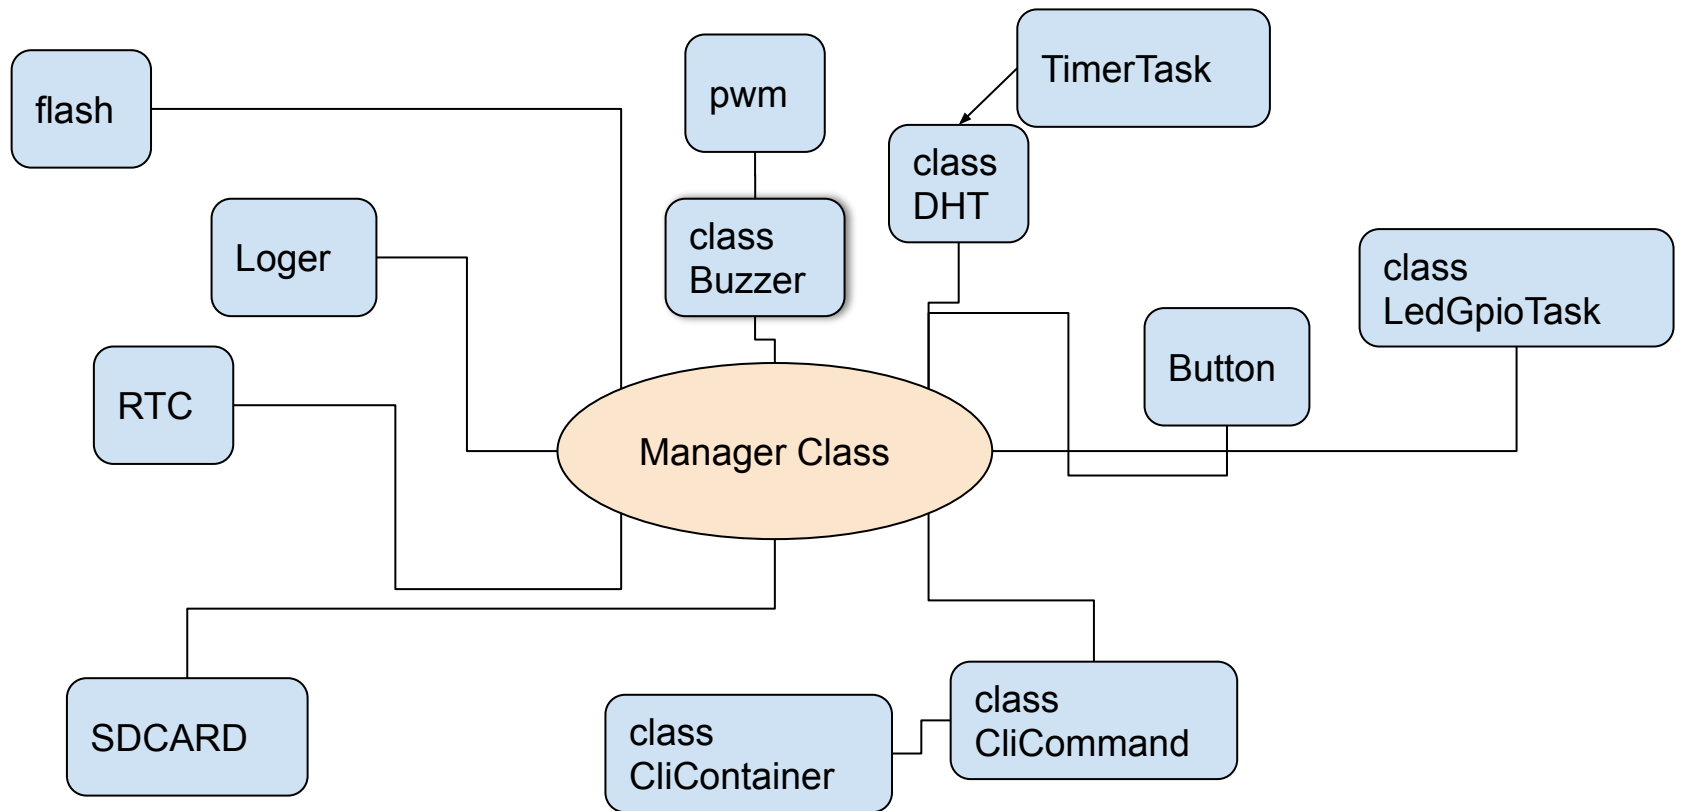 TimerTask
flash
pwm
class
DHT
Loger
class
Buzzer
class
LedGpioTask
Button
RTC
Manager Class
SDCARD
class
CliContainer
class
CliCommand